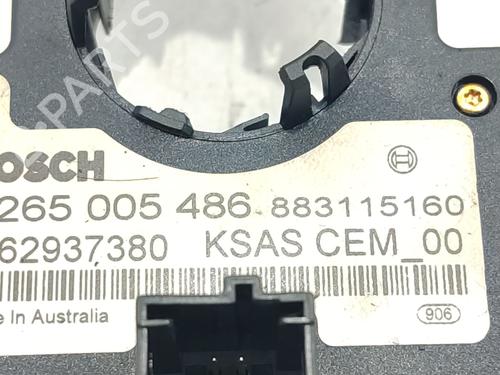 OSCH
265 005 486 883115160
62937380 KSAS CEM_00
e In Australia
906